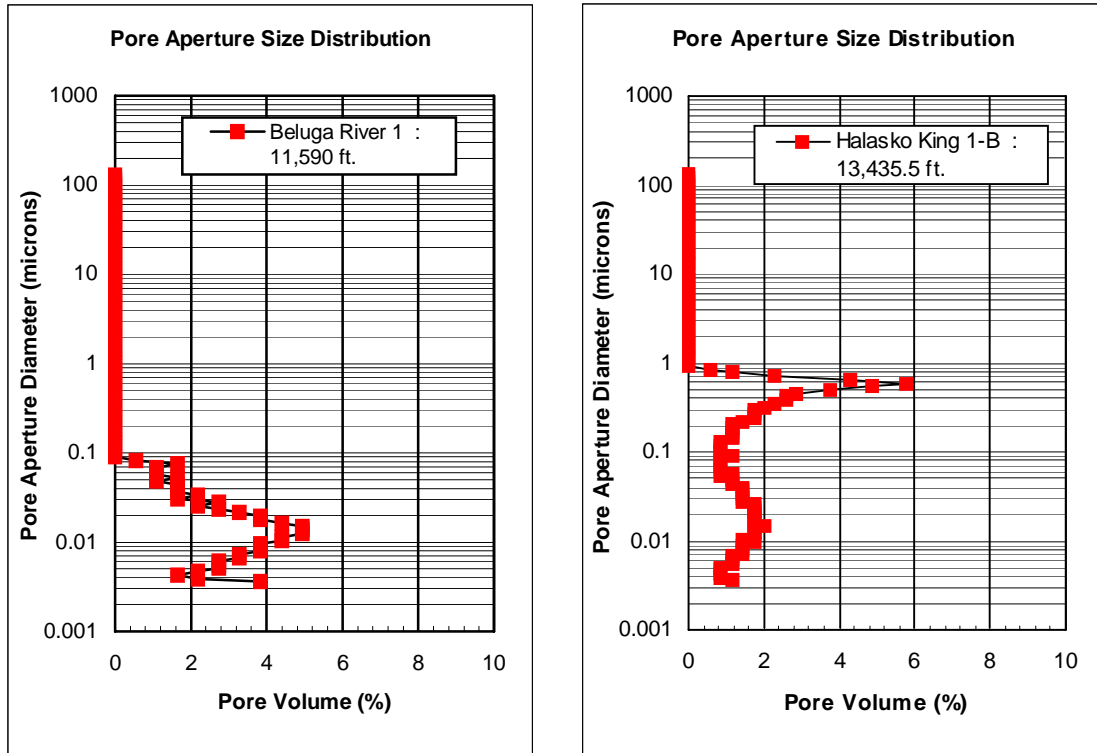 Pore Aperture Size Distribution
Beluga River 1 :
11,590 ft.
Pore Aperture Diameter (microns)
1000
100
10
1
0.1
0.01
0.001
0 2 4 6 8 10
Pore Volume (%)
Pore Aperture Size Distribution
Halasko King 1-B :
13,435.5 ft.
Pore Aperture Diameter (microns)
1000
100
10
1
0.1
0.01
0.001
0 2 4 6 8 10
Pore Volume (%)